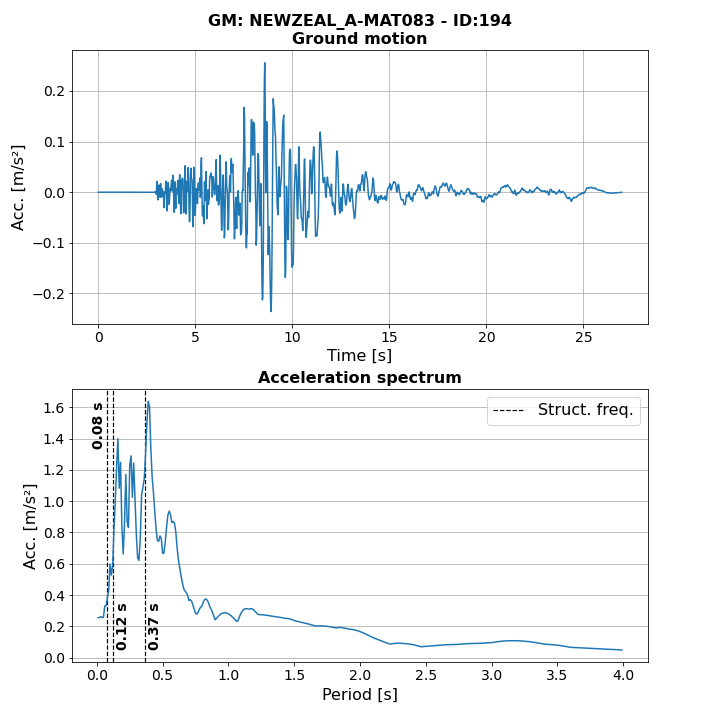 GM: NEWZEAL_A-MAT083 - ID:194
Ground motion
0.2
0.1
0.0
−0.1
−0.2
Acc. [m/s²]
0 5 10 15 20 25
Time [s]
Acceleration spectrum
1.6
1.4
1.2
1.0
0.8
0.6
0.4
0.2
0.0
Acc. [m/s²]
0.08 s
0.12 s
0.37 s
Struct. freq.
0.0 0.5 1.0 1.5 2.0 2.5 3.0 3.5 4.0
Period [s]